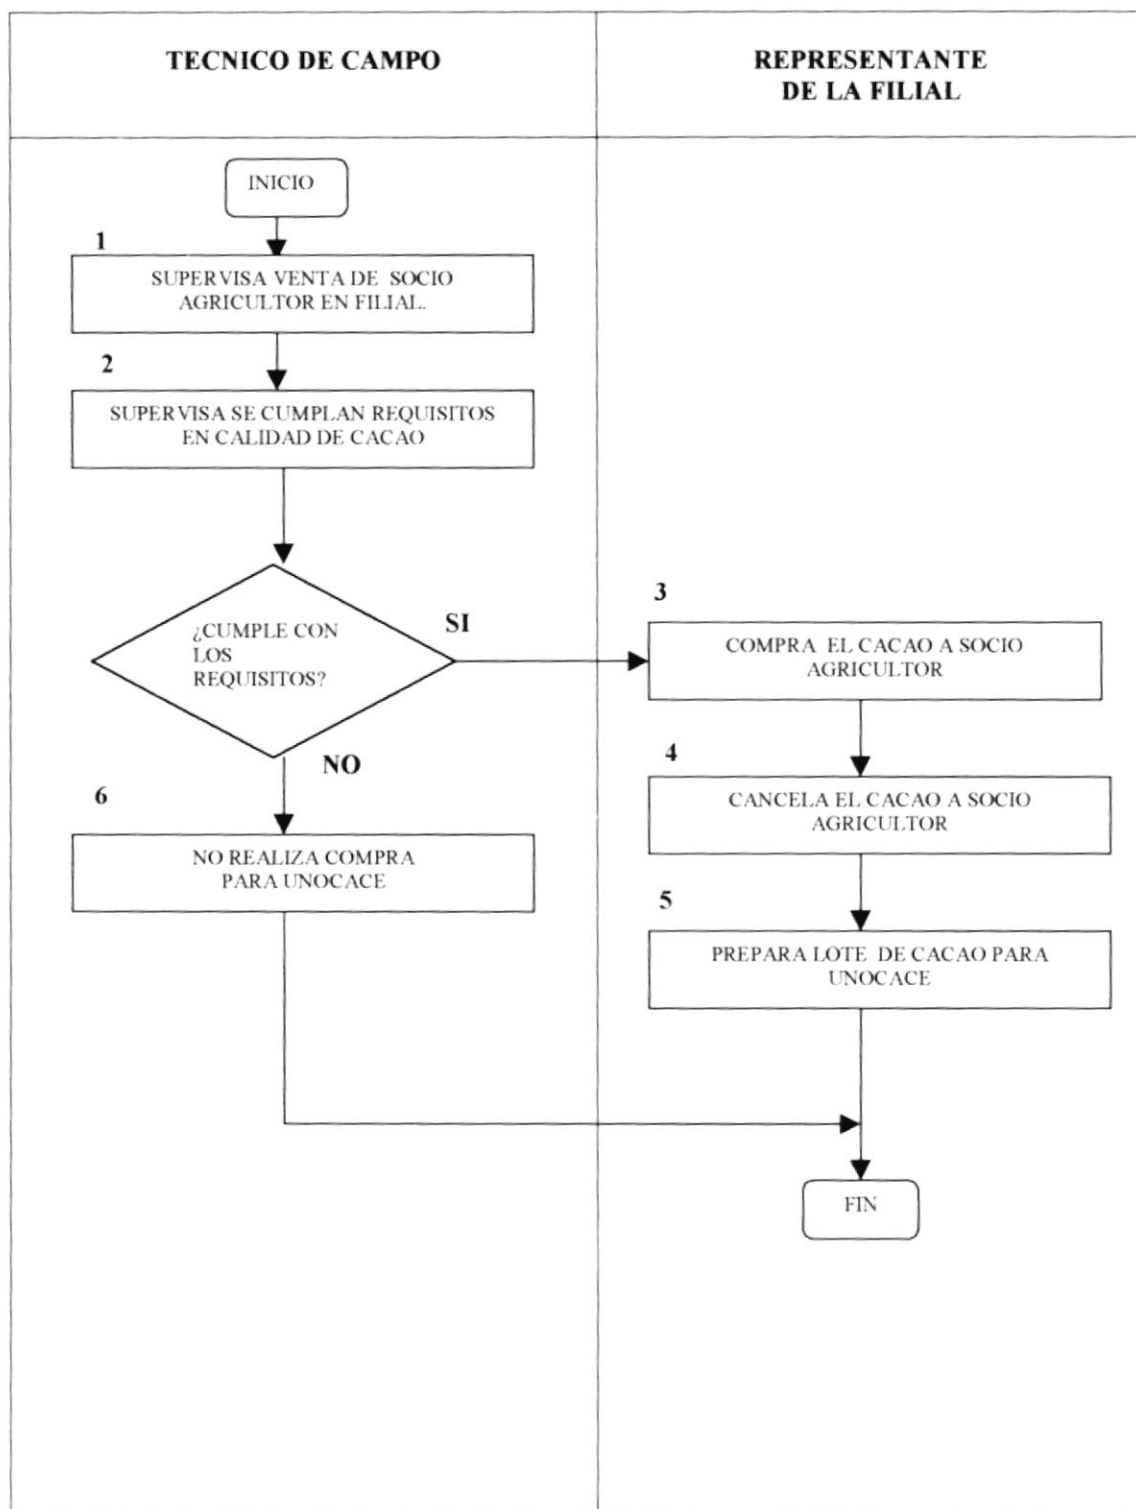 TECNICO DE CAMPO
REPRESENTANTE
DE LA FILIAL
INICIO
1
SUPERVISA VENTA DE SOCIO
AGRICULTOR EN FILIAL.
2
SUPERVISA SE CUMPLAN REQUISITOS
EN CALIDAD DE CACAO
¿CUMPLE CON
LOS
REQUISITOS?
SI
3
COMPRA EL CACAO A SOCIO
AGRICULTOR
NO
4
CANCELA EL CACAO A SOCIO
AGRICULTOR
6
NO REALIZA COMPRA
PARA UNOCACE
5
PREPARA LOTE DE CACAO PARA
UNOCACE
FIN